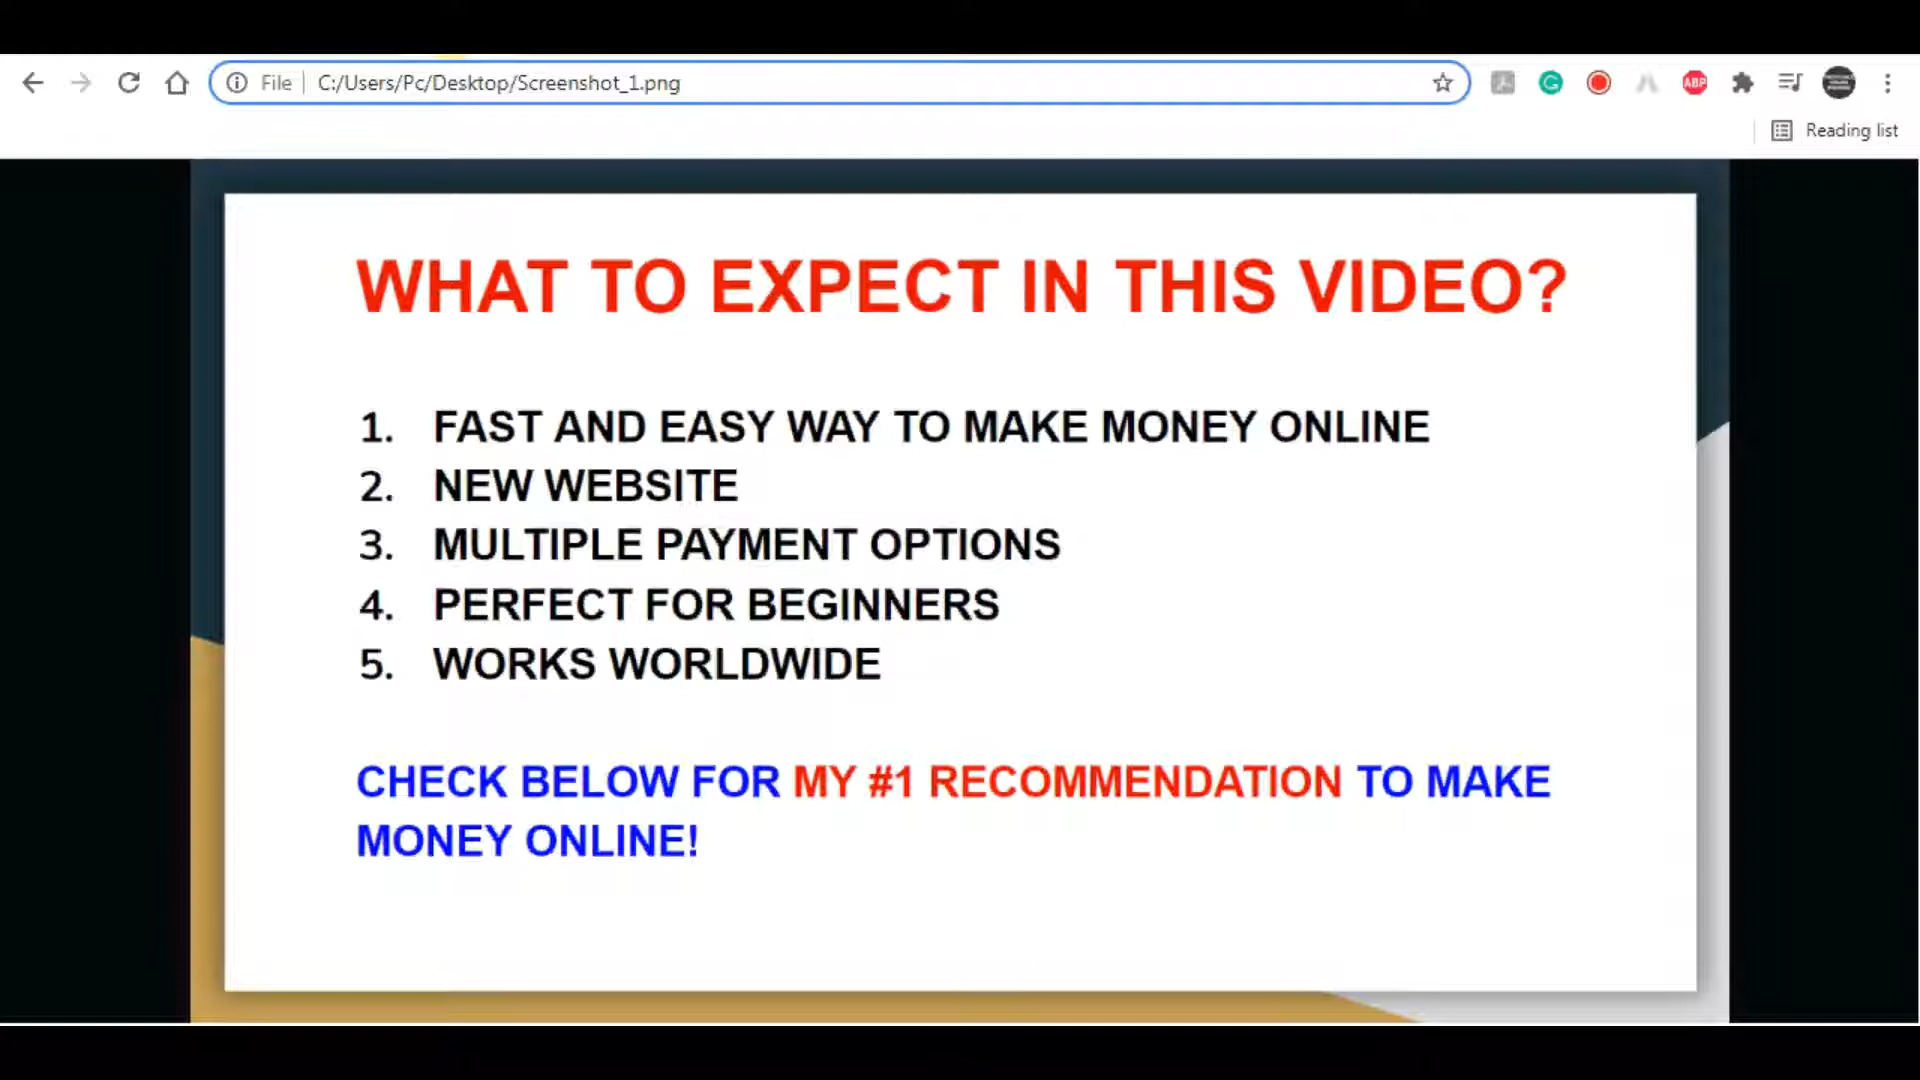 File C:/Users/Pc/Desktop/Screenshot_1.png
ABP
Reading list
WHAT TO EXPECT IN THIS VIDEO?
1. FAST AND EASY WAY TO MAKE MONEY ONLINE
2. NEW WEBSITE
3. MULTIPLE PAYMENT OPTIONS
4. PERFECT FOR BEGINNERS
5. WORKS WORLDWIDE
CHECK BELOW FOR MY #1 RECOMMENDATION TO MAKE
MONEY ONLINE!